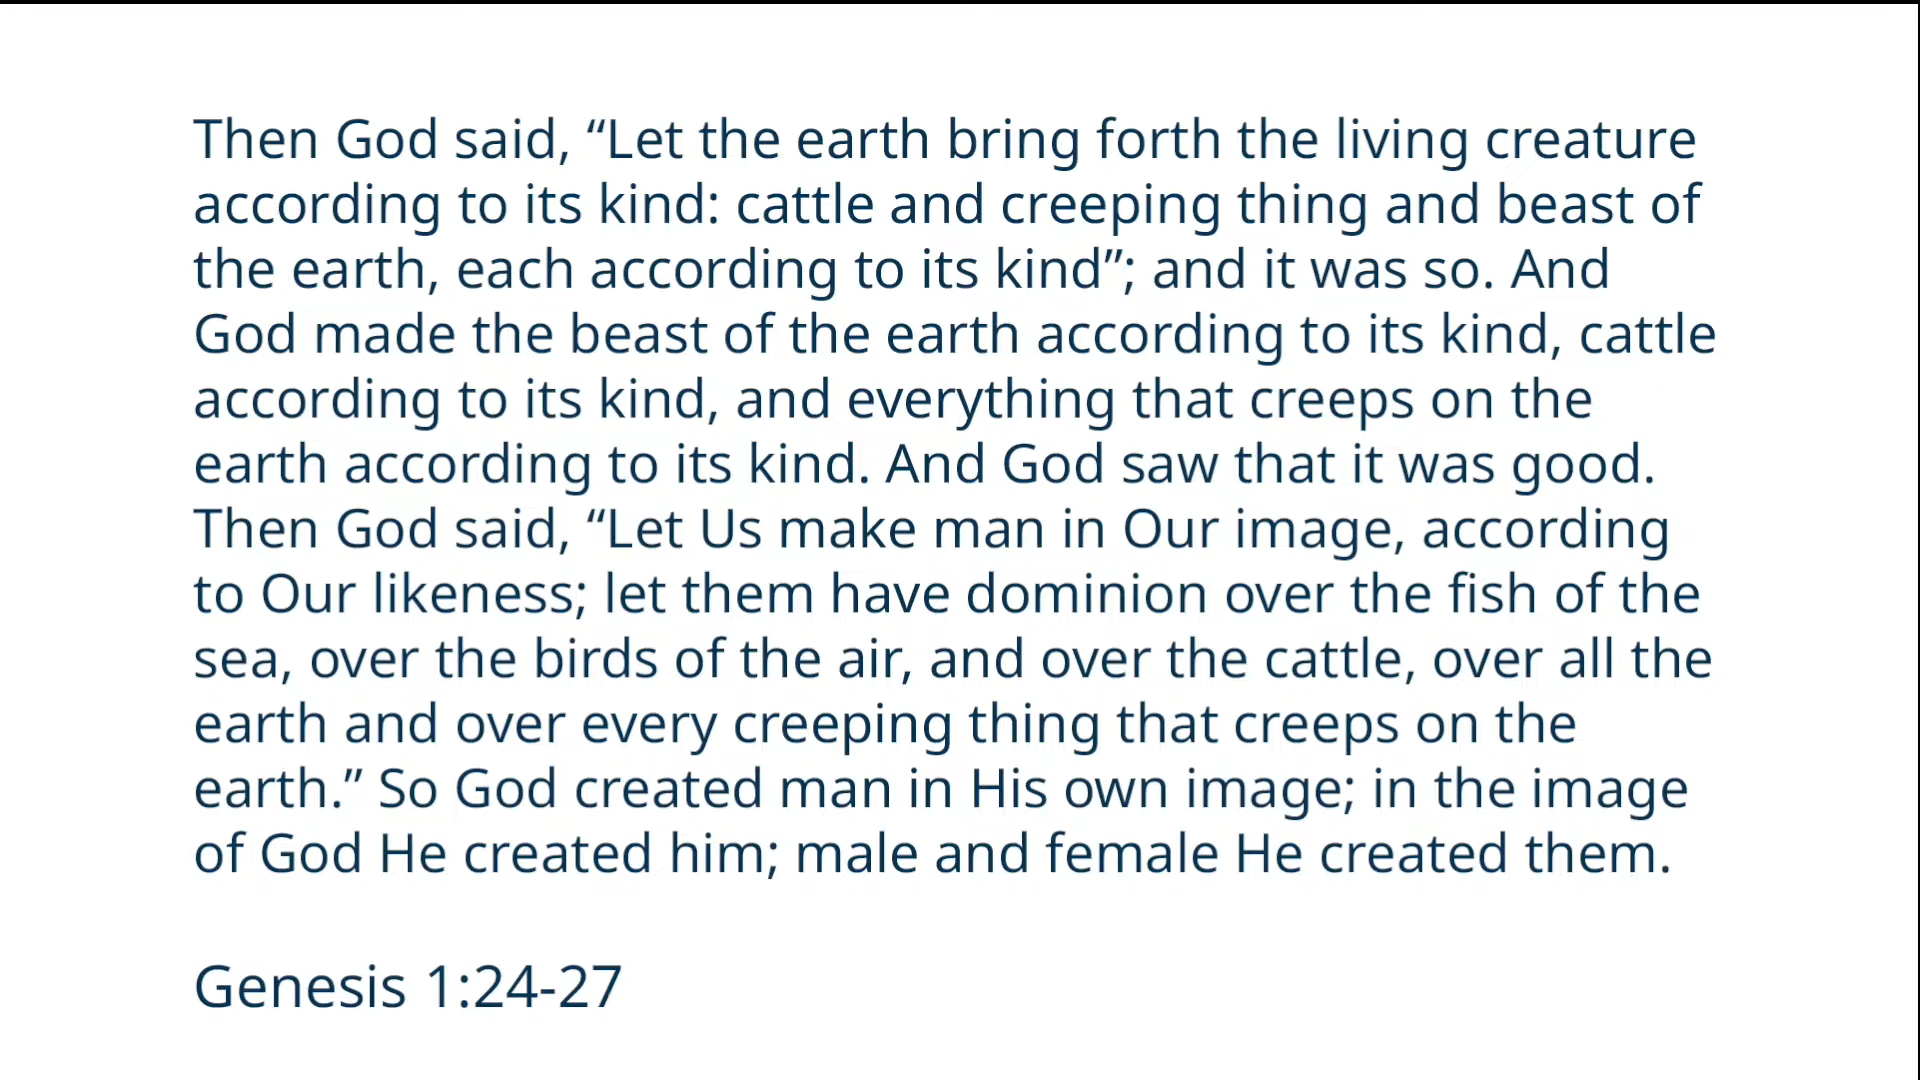 Then God said, “Let the earth bring forth the living creature
according to its kind: cattle and creeping thing and beast of
the earth, each according to its kind”; and it was so. And
God made the beast of the earth according to its kind, cattle
according to its kind, and everything that creeps on the
earth according to its kind. And God saw that it was good.
Then God said, “Let Us make man in Our image, according
to Our likeness; let them have dominion over the fish of the
sea, over the birds of the air, and over the cattle, over all the
earth and over every creeping thing that creeps on the
earth.” So God created man in His own image; in the image
of God He created him; male and female He created them.
Genesis 1:24-27